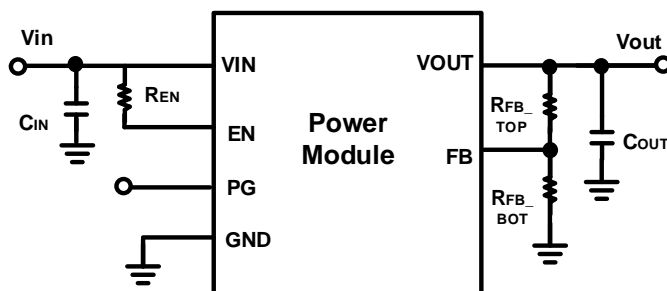 Vin
VIN
REN
CIN
EN
PG
GND
Power
Module
VOUT
FB
Vout
RFB_
TOP
COUT
RFB_
BOT